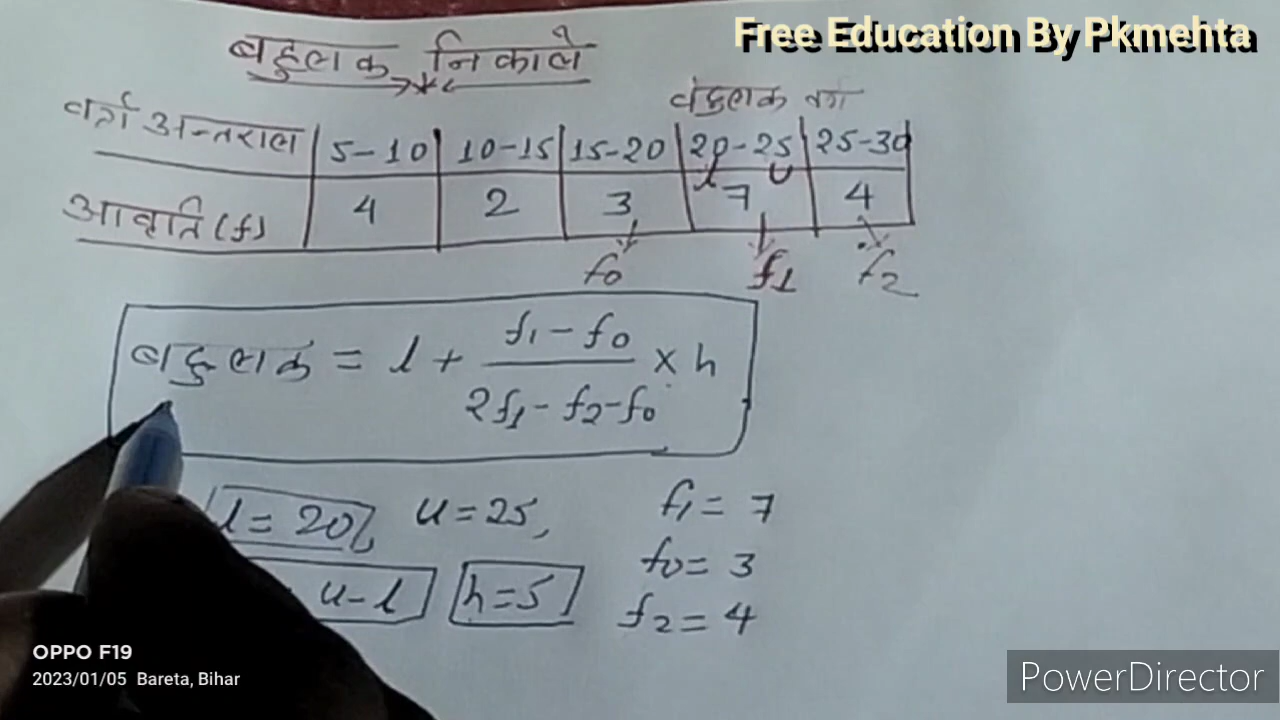 Free Education By Pkmehta
बहुलक निकाले
बहुलक वर्ग
वर्ग अन्तराल 5-10 10-15 15-20 20-25 25-30
l u
आवृति (f) 4 2 3 7 4
f0 f1 f2
बहुलक = l + f1-f0 / 2f1-f2-f0 × h
l = 20, u = 25, f1 = 7
f0 = 3
u-l h=5
f2 = 4
OPPO F19
2023/01/05 Bareta, Bihar
PowerDirector